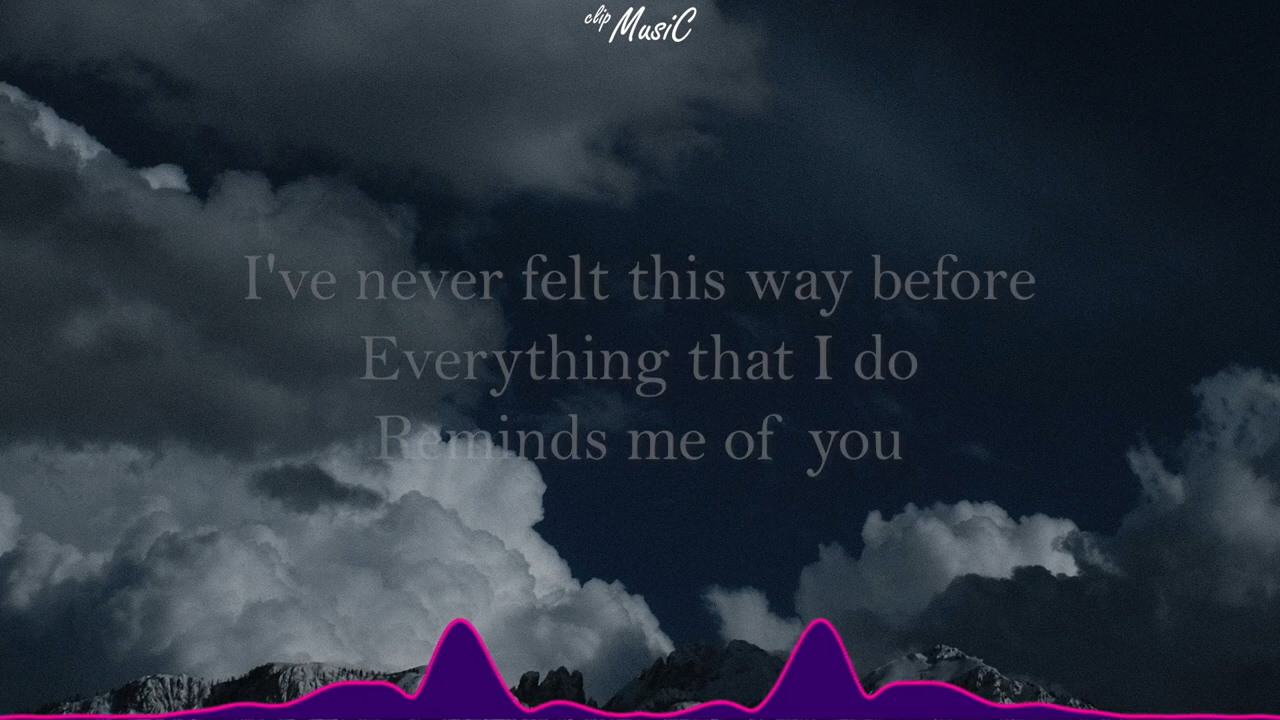 clip MusiC
I've never felt this way before
Everything that I do
Reminds me of  you